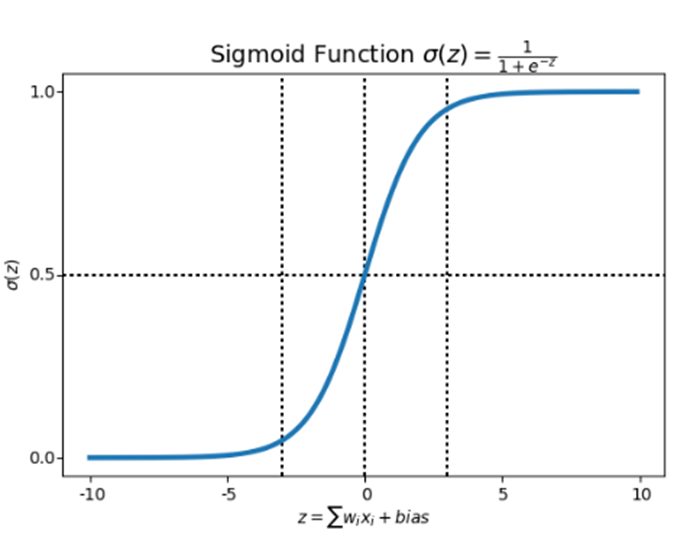 Sigmoid Function σ(z) = 1/(1 + e^-z)
1.0
0.5
0.0
σ(z)
-10 -5 0 5 10
z = ∑wᵢxᵢ + bias